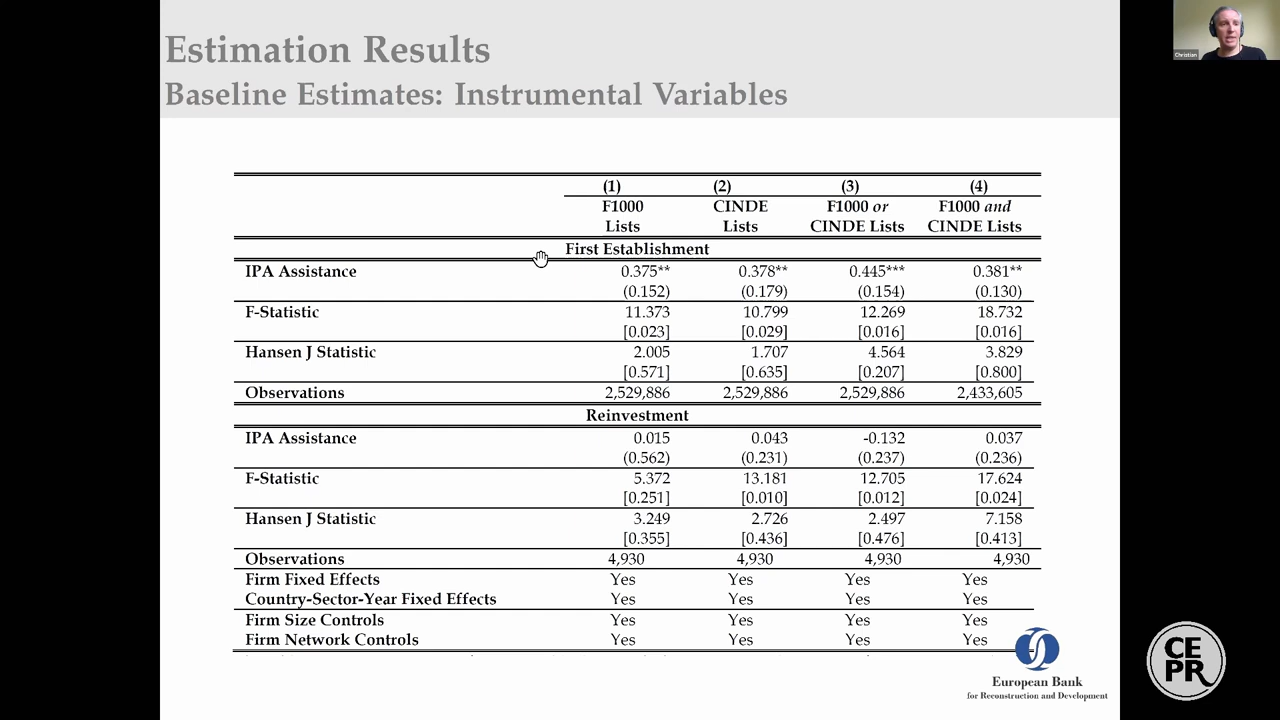 Estimation Results
Baseline Estimates: Instrumental Variables
Christian
(1) (2) (3) (4)
F1000 CINDE F1000 or F1000 and
Lists Lists CINDE Lists CINDE Lists
First Establishment
IPA Assistance 0.375** 0.378** 0.445*** 0.381**
(0.152) (0.179) (0.154) (0.130)
F-Statistic 11.373 10.799 12.269 18.732
[0.023] [0.029] [0.016] [0.016]
Hansen J Statistic 2.005 1.707 4.564 3.829
[0.571] [0.635] [0.207] [0.800]
Observations 2,529,886 2,529,886 2,529,886 2,433,605
Reinvestment
IPA Assistance 0.015 0.043 -0.132 0.037
(0.562) (0.231) (0.237) (0.236)
F-Statistic 5.372 13.181 12.705 17.624
[0.251] [0.010] [0.012] [0.024]
Hansen J Statistic 3.249 2.726 2.497 7.158
[0.355] [0.436] [0.476] [0.413]
Observations 4,930 4,930 4,930 4,930
Firm Fixed Effects Yes Yes Yes Yes
Country-Sector-Year Fixed Effects Yes Yes Yes Yes
Firm Size Controls Yes Yes Yes Yes
Firm Network Controls Yes Yes Yes Yes
European Bank
for Reconstruction and Development
CE
PR